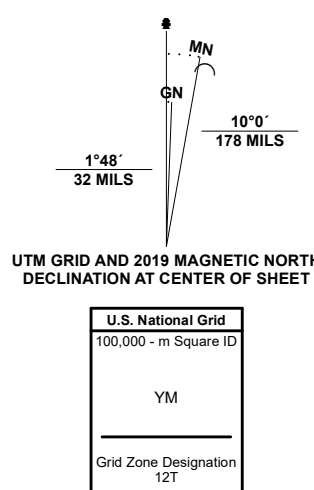 MN
GN
10°0´
178 MILS
1°48´
32 MILS
UTM GRID AND 2019 MAGNETIC NORTH
DECLINATION AT CENTER OF SHEET
U.S. National Grid
100,000 - m Square ID
YM
Grid Zone Designation
12T